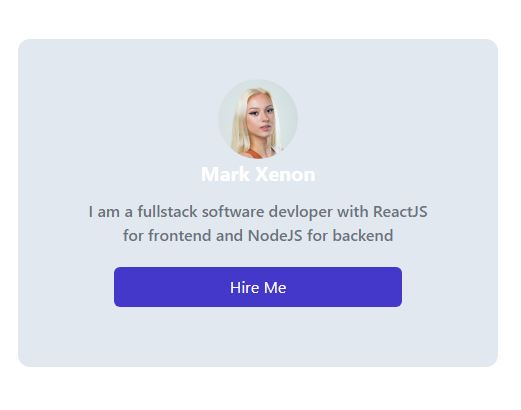 Mark Xenon
I am a fullstack software devloper with ReactJS
for frontend and NodeJS for backend
Hire Me